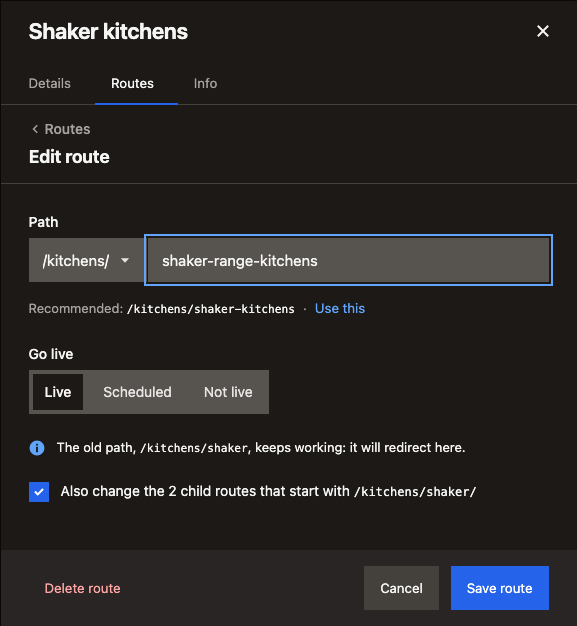 Shaker kitchens
Details Routes Info
Routes
Edit route
Path
/kitchens/ shaker-range-kitchens
Recommended: /kitchens/shaker-kitchens · Use this
Go live
Live Scheduled Not live
The old path, /kitchens/shaker, keeps working: it will redirect here.
Also change the 2 child routes that start with /kitchens/shaker/
Delete route Cancel Save route